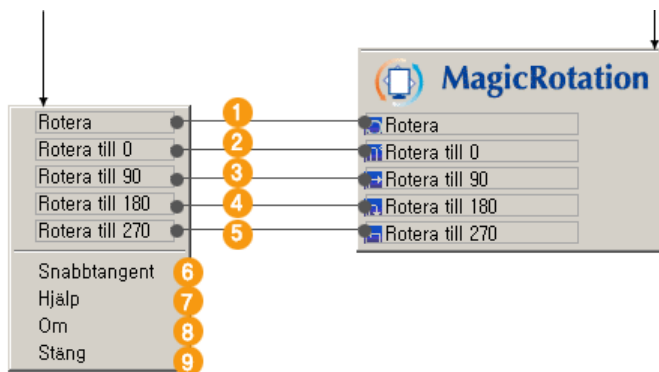 MagicRotation
Rotera 1 Rotera
Rotera till 0 2 Rotera till 0
Rotera till 90 3 Rotera till 90
Rotera till 180 4 Rotera till 180
Rotera till 270 5 Rotera till 270
Snabbtangent 6
Hjälp 7
Om 8
Stäng 9